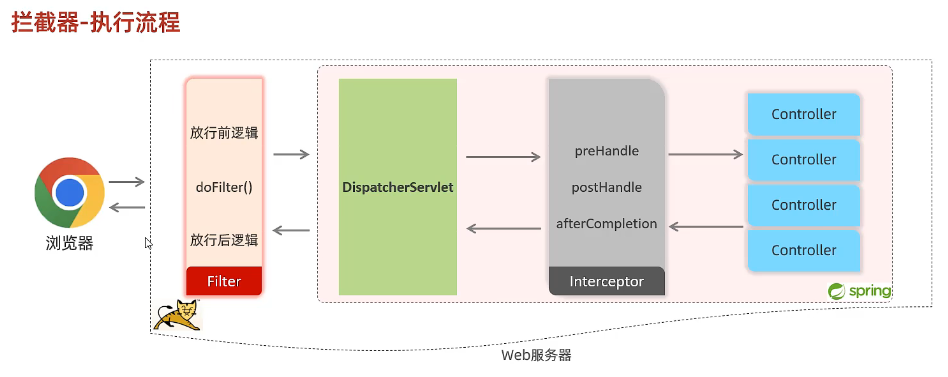 拦截器-执行流程
浏览器
放行前逻辑
doFilter()
放行后逻辑
Filter
DispatcherServlet
preHandle
postHandle
afterCompletion
Interceptor
Controller
Controller
Controller
Controller
spring
Web服务器